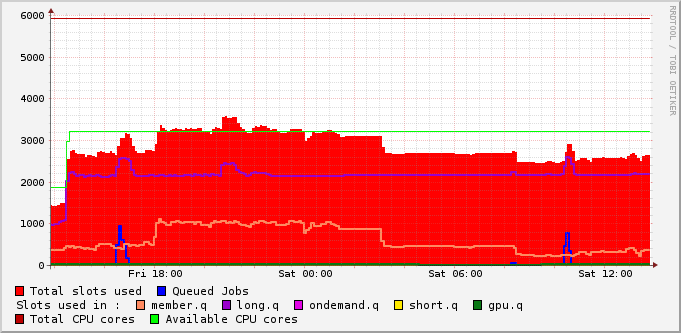 6000
5000
4000
3000
2000
1000
0
Fri 18:00 Sat 00:00 Sat 06:00 Sat 12:00
RRDTOOL / TOBI OETIKER
Total slots used Queued Jobs
Slots used in : member.q long.q ondemand.q short.q gpu.q
Total CPU cores Available CPU cores